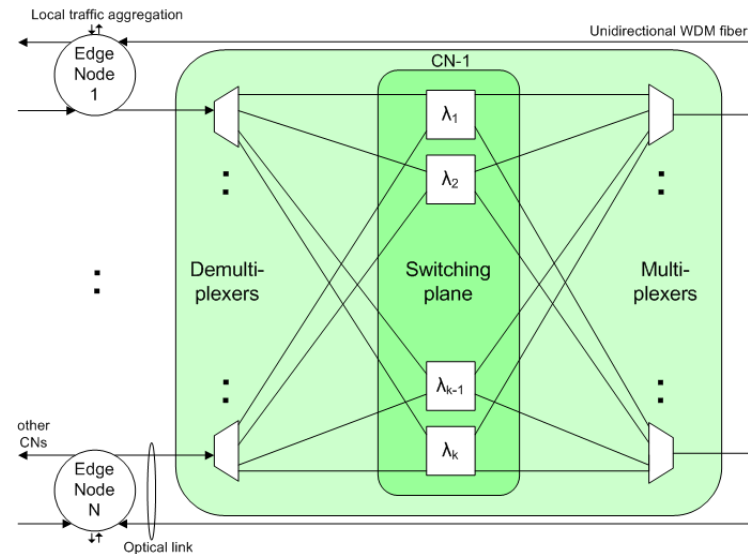 Local traffic aggregation
Unidirectional WDM fiber
Edge
Node
1
CN-1
λ1
λ2
Demulti-
plexers
Switching
plane
Multi-
plexers
λk-1
λk
other
CNs
Edge
Node
N
Optical link